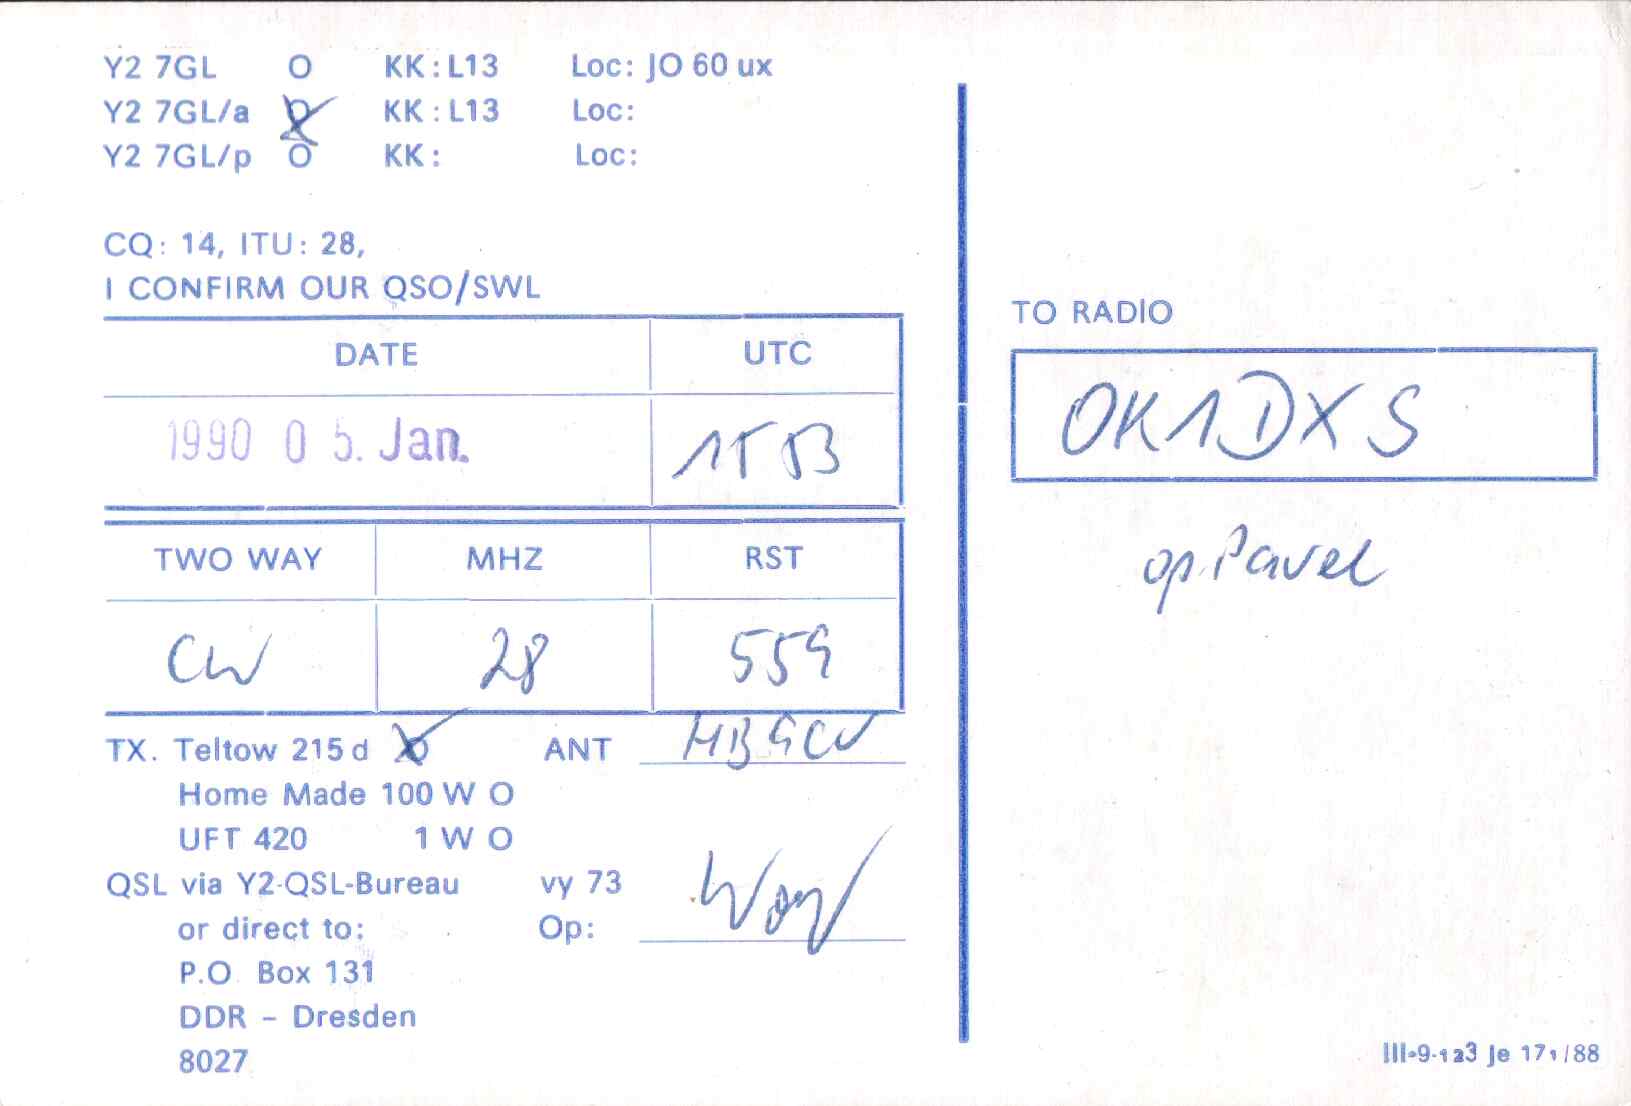 Y2 7GL O KK: L13 Loc: JO 60 ux
Y2 7GL/a O KK: L13 Loc:
Y2 7GL/p O KK: Loc:
CQ: 14, ITU: 28,
I CONFIRM OUR QSO/SWL
DATE UTC
1990 05. Jan. 1553
TWO WAY MHZ RST
CW 28 559
TX. Teltow 215 d O ANT HB9CV
Home Made 100 W O
UFT 420 1 W O
QSL via Y2-QSL-Bureau vy 73
or direct to: Op:
P.O. Box 131
DDR – Dresden
8027
TO RADIO
OK1DXS
op. Pavel
III-9-123 Je 171/88